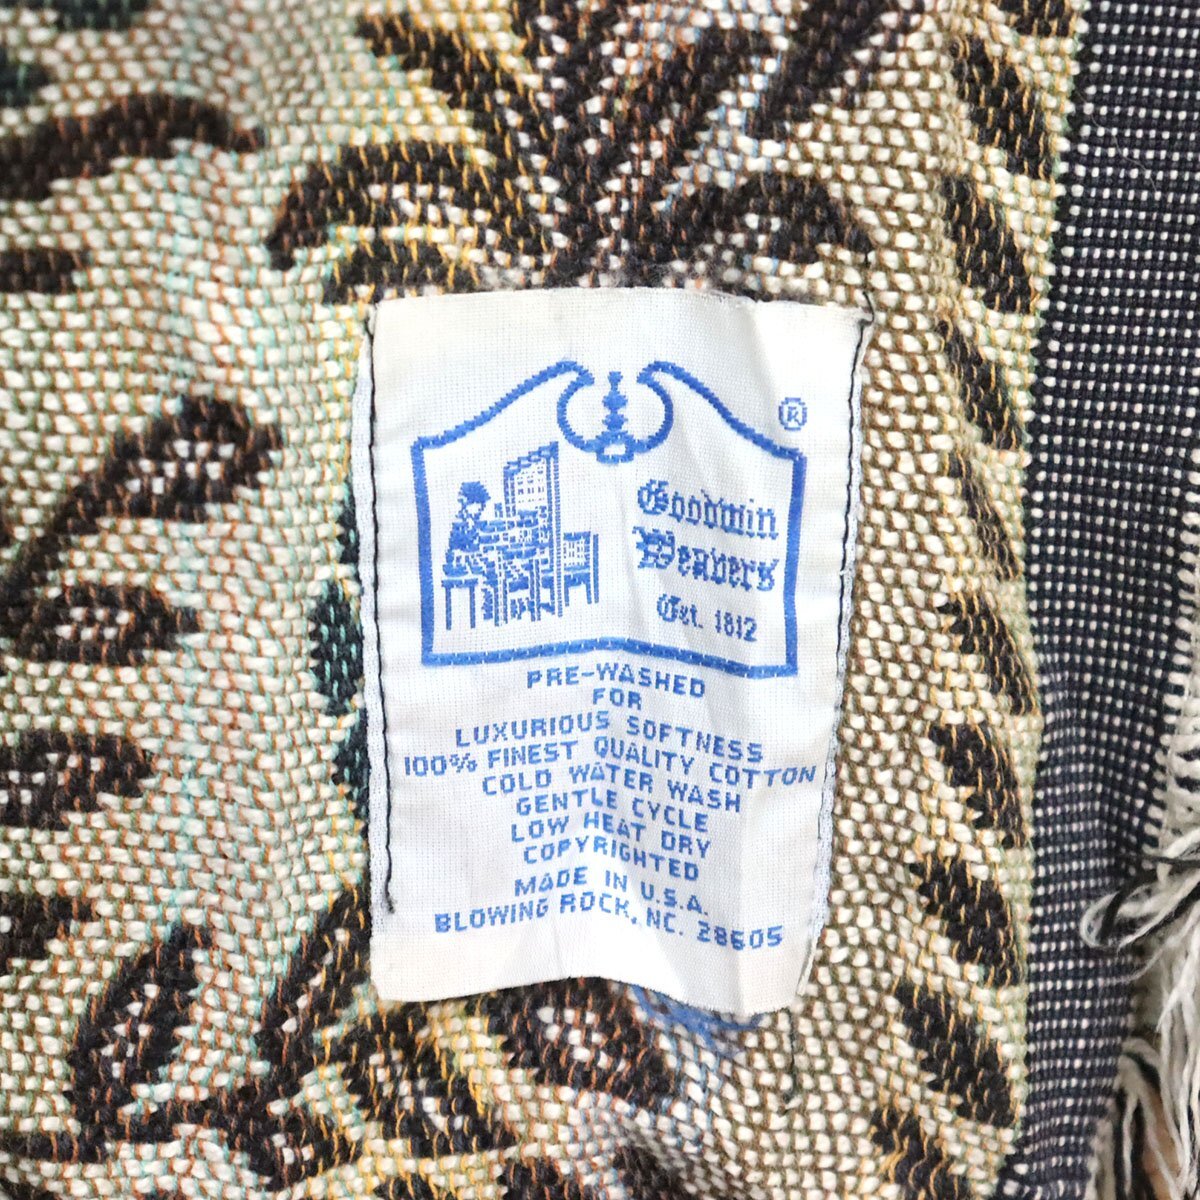 ®
Goodwin
Weavers
Est. 1812
PRE-WASHED
FOR
LUXURIOUS SOFTNESS
100% FINEST QUALITY COTTON
COLD WATER WASH
GENTLE CYCLE
LOW HEAT DRY
COPYRIGHTED
MADE IN U.S.A.
BLOWING ROCK, NC. 28605